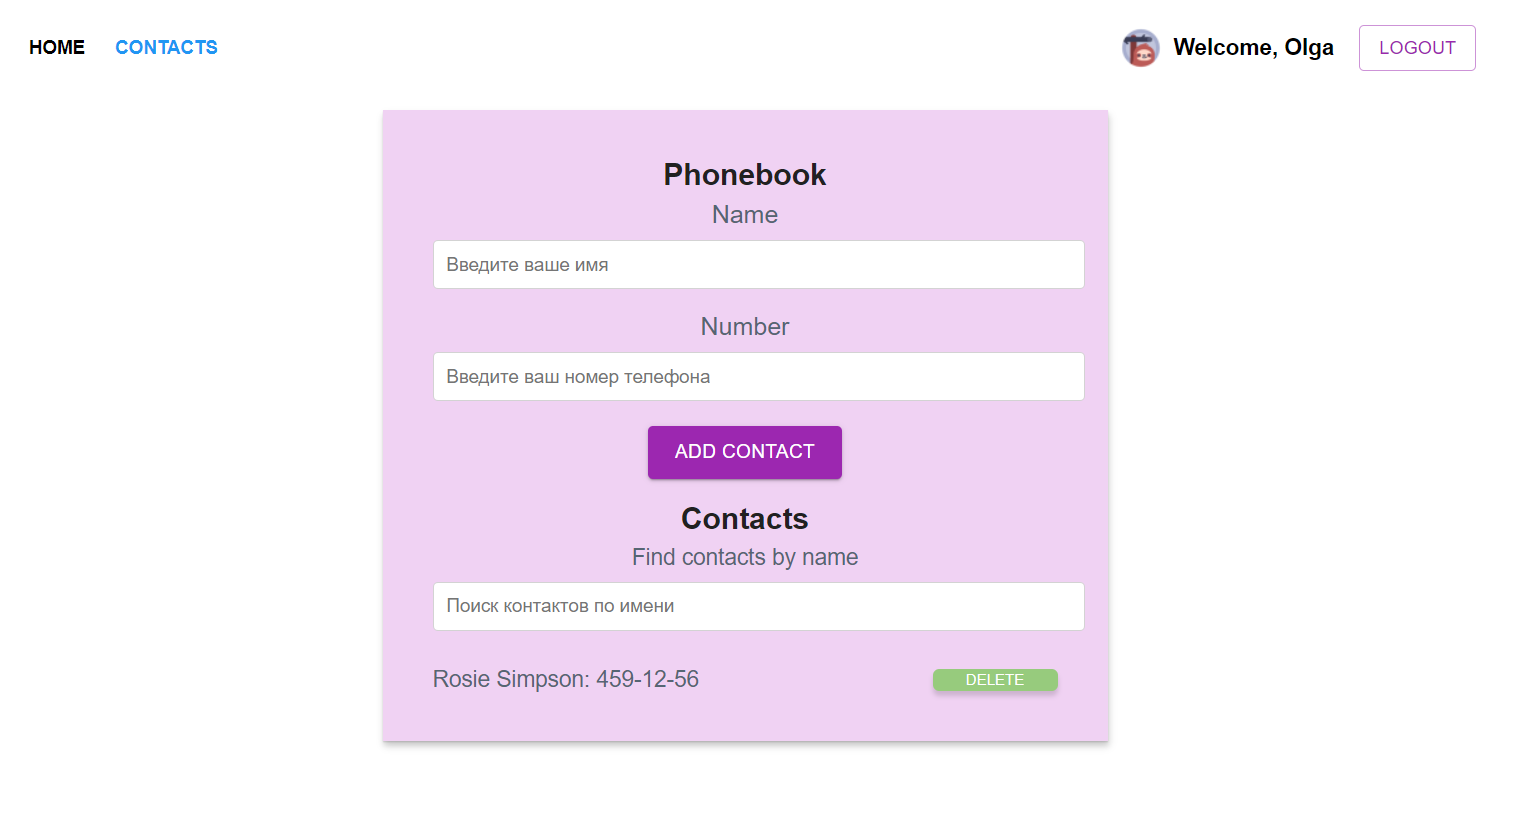 HOME CONTACTS Welcome, Olga LOGOUT
Phonebook
Name
Введите ваше имя
Number
Введите ваш номер телефона
ADD CONTACT
Contacts
Find contacts by name
Поиск контактов по имени
Rosie Simpson: 459-12-56 DELETE